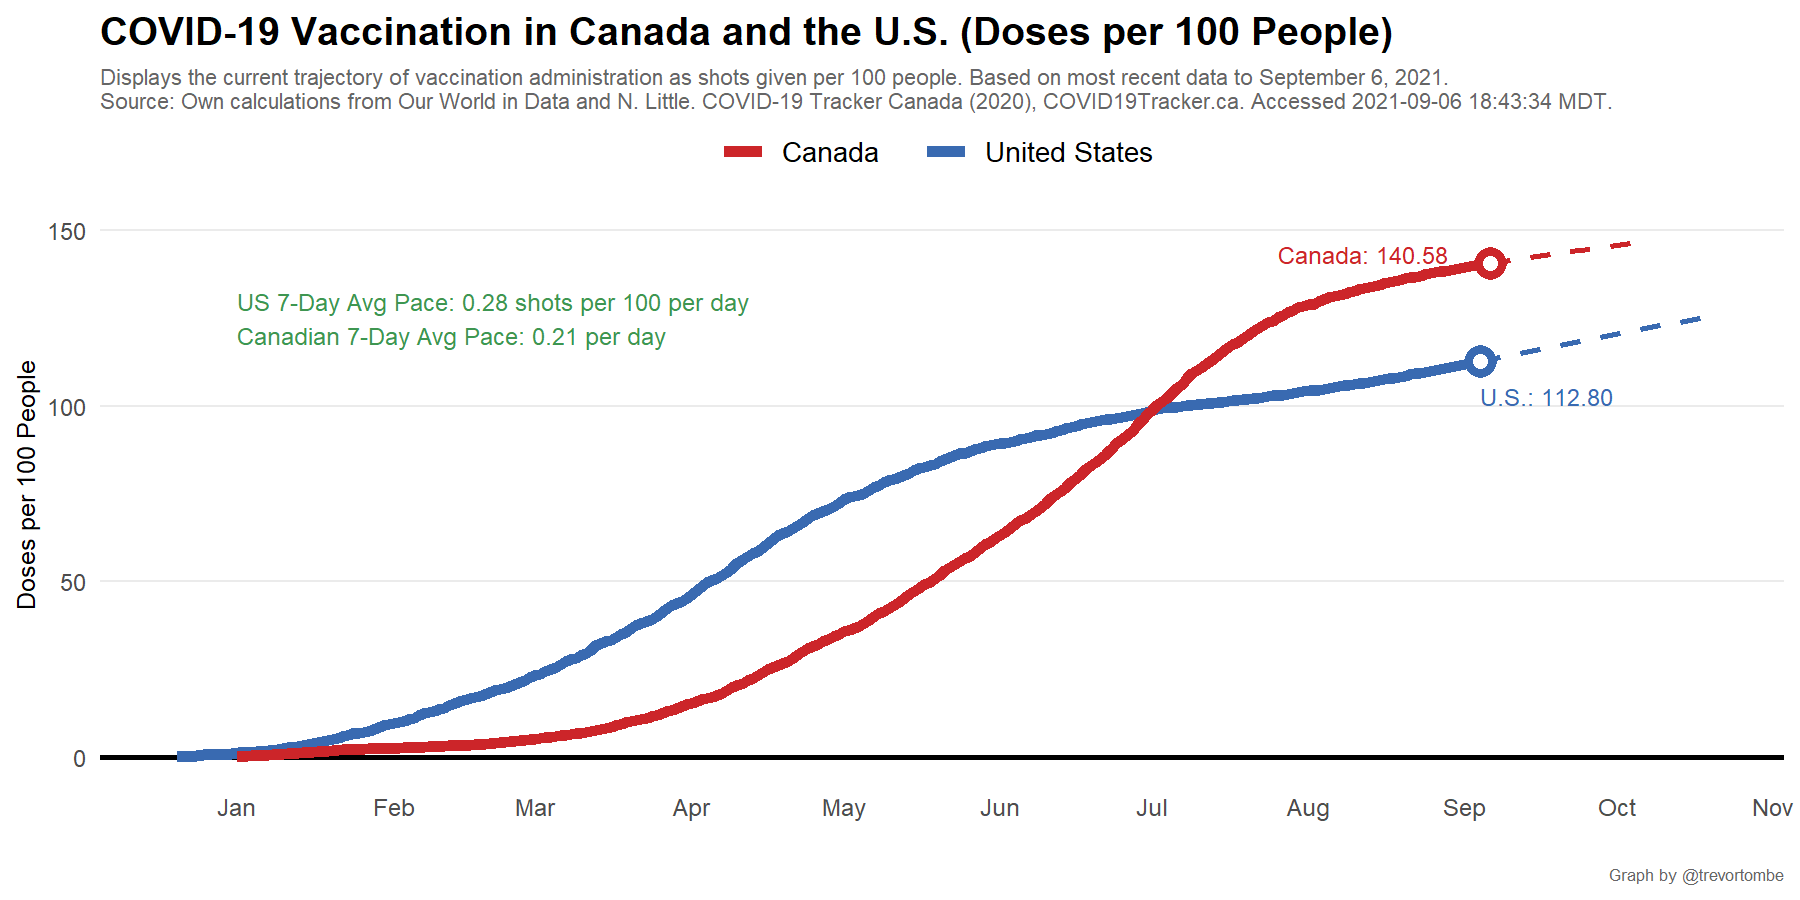 COVID-19 Vaccination in Canada and the U.S. (Doses per 100 People)
Displays the current trajectory of vaccination administration as shots given per 100 people. Based on most recent data to September 6, 2021.
Source: Own calculations from Our World in Data and N. Little. COVID-19 Tracker Canada (2020), COVID19Tracker.ca. Accessed 2021-09-06 18:43:34 MDT.
Canada United States
150
Canada: 140.58
US 7-Day Avg Pace: 0.28 shots per 100 per day
Canadian 7-Day Avg Pace: 0.21 per day
U.S.: 112.80
100
Doses per 100 People
50
0
Jan Feb Mar Apr May Jun Jul Aug Sep Oct Nov
Graph by @trevortombe